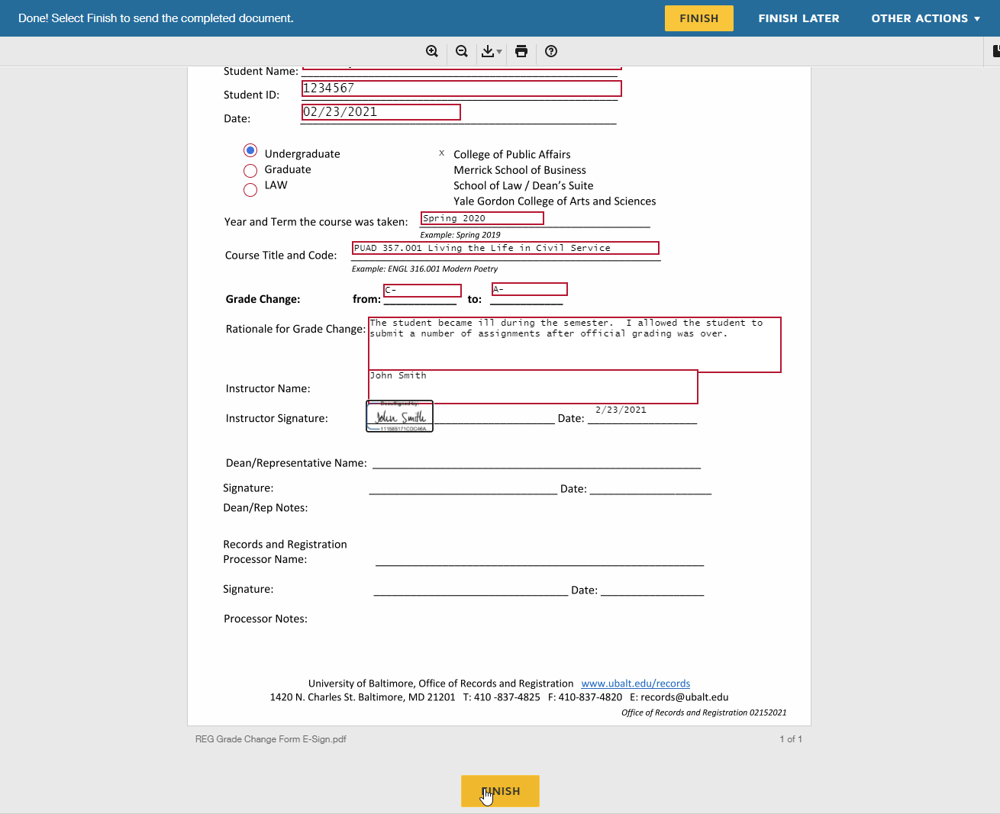 Done! Select Finish to send the completed document.
FINISH
FINISH LATER
OTHER ACTIONS
Student Name:
Student ID: 1234567
Date: 02/23/2021
Undergraduate
Graduate
LAW
x College of Public Affairs
Merrick School of Business
School of Law / Dean's Suite
Yale Gordon College of Arts and Sciences
Year and Term the course was taken: Spring 2020
Example: Spring 2019
Course Title and Code: PUAD 357.001 Living the Life in Civil Service
Example: ENGL 316.001 Modern Poetry
Grade Change: from: C- to: A-
Rationale for Grade Change: The student became ill during the semester. I allowed the student to
submit a number of assignments after official grading was over.
Instructor Name: John Smith
DocuSigned by:
Instructor Signature: John Smith Date: 2/23/2021
Dean/Representative Name:
Signature: Date:
Dean/Rep Notes:
Records and Registration
Processor Name:
Signature: Date:
Processor Notes:
University of Baltimore, Office of Records and Registration www.ubalt.edu/records
1420 N. Charles St. Baltimore, MD 21201 T: 410 -837-4825 F: 410-837-4820 E: records@ubalt.edu
Office of Records and Registration 02152021
REG Grade Change Form E-Sign.pdf
1 of 1
FINISH